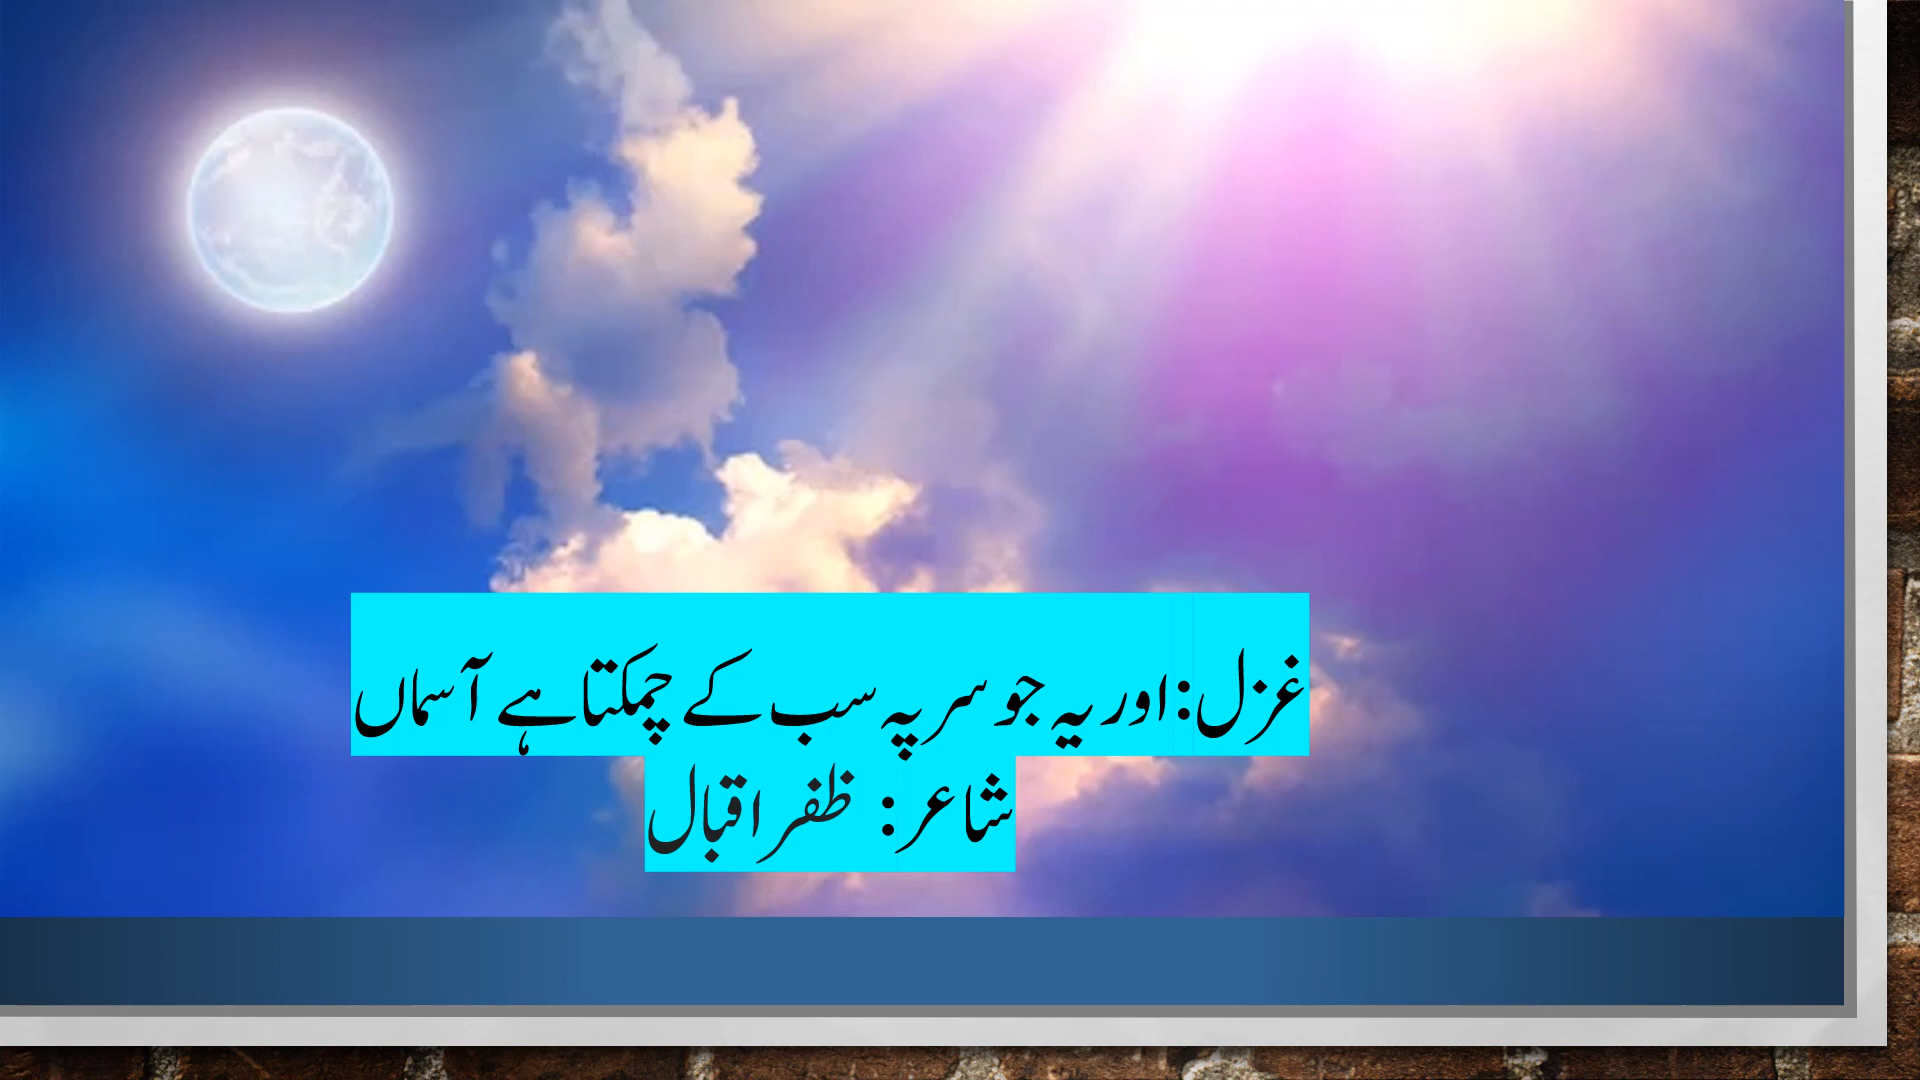 غزل:اور یہ جو سر پہ سب کے چمکتا ہے آسماں
شاعر: ظفر اقبال